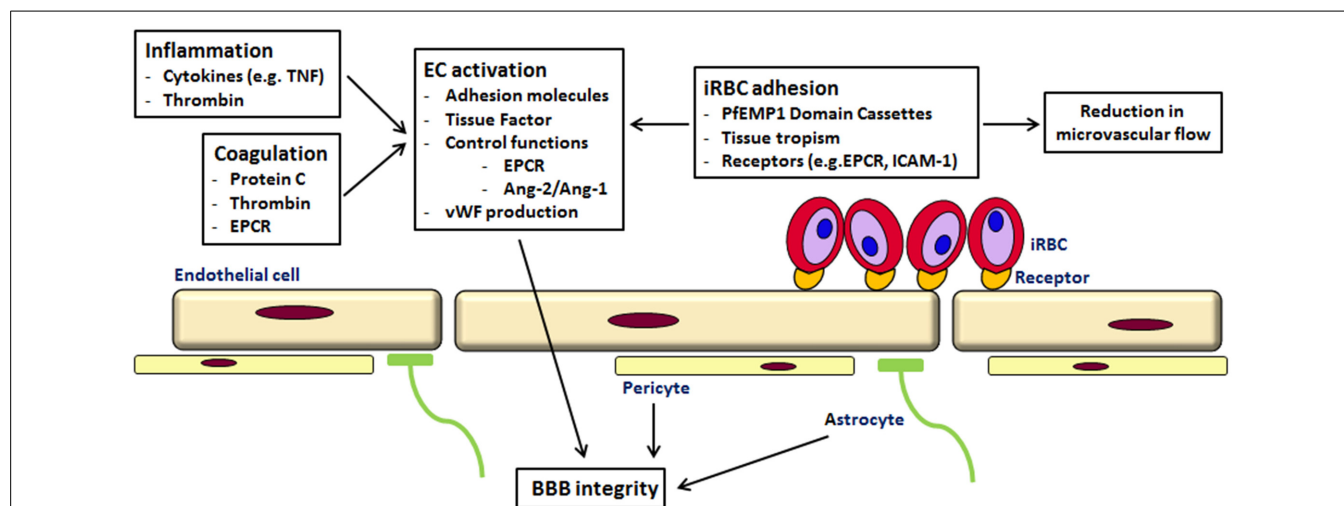 Inflammation
- Cytokines (e.g. TNF)
- Thrombin
Coagulation
- Protein C
- Thrombin
- EPCR
EC activation
- Adhesion molecules
- Tissue Factor
- Control functions
- EPCR
- Ang-2/Ang-1
- vWF production
iRBC adhesion
- PfEMP1 Domain Cassettes
- Tissue tropism
- Receptors (e.g.EPCR, ICAM-1)
Reduction in
microvascular flow
iRBC
Receptor
Endothelial cell
Pericyte
Astrocyte
BBB integrity